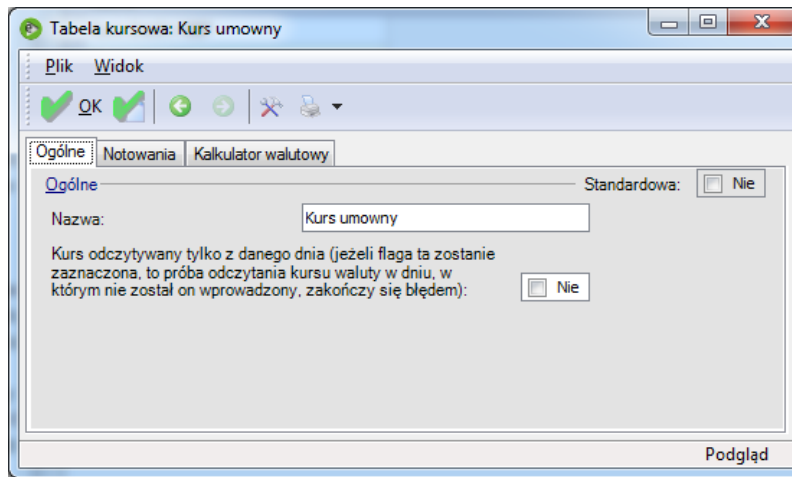 Tabela kursowa: Kurs umowny
Plik Widok
OK
Ogólne Notowania Kalkulator walutowy
Ogólne Standardowa: Nie
Nazwa: Kurs umowny
Kurs odczytywany tylko z danego dnia (jeżeli flaga ta zostanie
zaznaczona, to próba odczytania kursu waluty w dniu, w
którym nie został on wprowadzony, zakończy się błędem): Nie
Podgląd